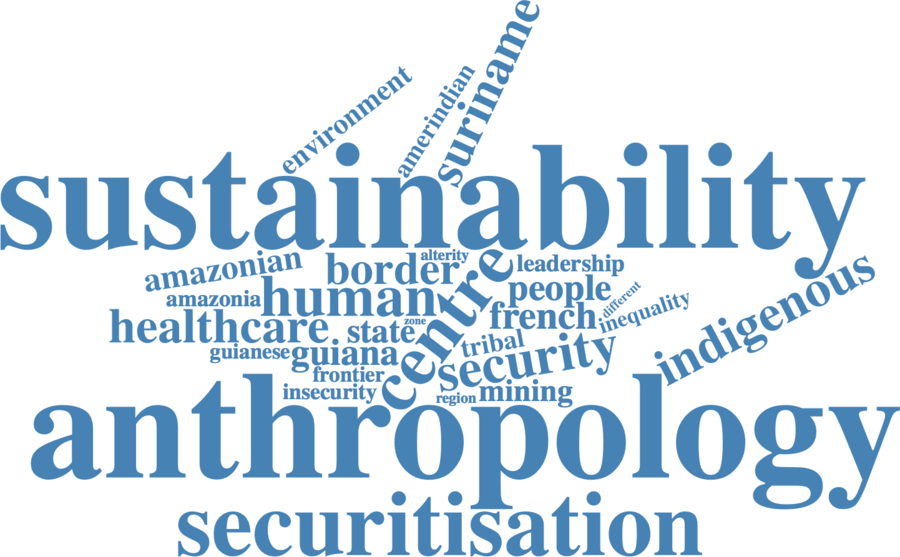 suriname
amerindian
environment
sustainability
alterity
border
amazonian
leadership
centre
indigenous
people
different
human
amazonia
inequality
french
healthcare
state
zone
tribal
guianese
guiana
security
frontier
insecurity
region
mining
anthropology
securitisation